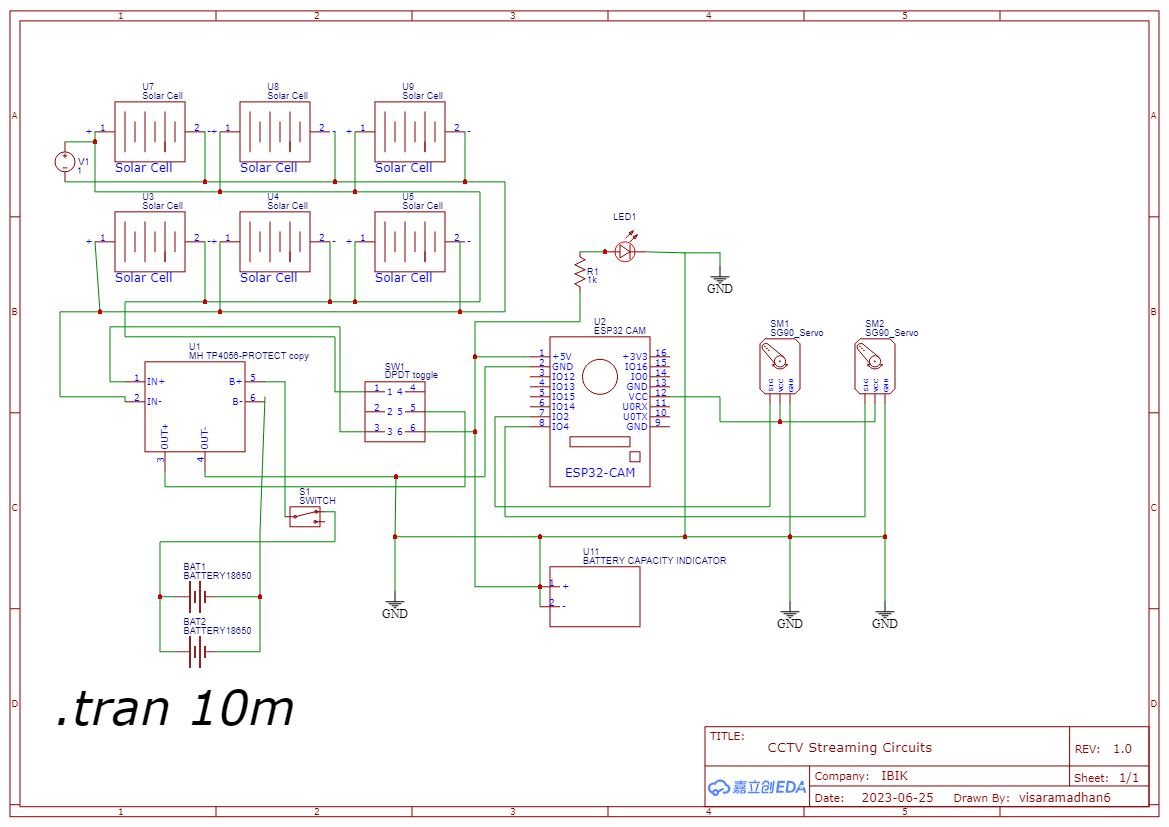 1 2 3 4 5
A
B
C
D
A
B
C
D
U7
Solar Cell
+ 1 2 -
Solar Cell
U8
Solar Cell
+ 1 2 -
Solar Cell
U9
Solar Cell
+ 1 2 -
Solar Cell
V1
1
U3
Solar Cell
+ 1 2 -
Solar Cell
U4
Solar Cell
+ 1 2 -
Solar Cell
U5
Solar Cell
+ 1 2 -
Solar Cell
LED1
R1
1k
GND
U2
ESP32 CAM
1 +5V +3V3 16
2 GND IO16 15
3 IO12 IO0 14
4 IO13 GND 13
5 IO15 VCC 12
6 IO14 U0RX 11
7 IO2 U0TX 10
8 IO4 GND 9
ESP32-CAM
SM1
SG90_Servo
SIG VCC GND
SM2
SG90_Servo
SIG VCC GND
U1
MH TP4056-PROTECT copy
1 IN+ B+ 5
2 IN- B- 6
OUT+ OUT-
3 4
SW1
DPDT toggle
1 1 4 4
2 2 5 5
3 3 6 6
S1
SWITCH
BAT1
BATTERY18650
BAT2
BATTERY18650
GND
U11
BATTERY CAPACITY INDICATOR
1 +
2 -
GND
GND
.tran 10m
TITLE:
CCTV Streaming Circuits
REV: 1.0
嘉立创EDA
Company: IBIK
Sheet: 1/1
Date: 2023-06-25 Drawn By: visaramadhan6
1 2 3 4 5